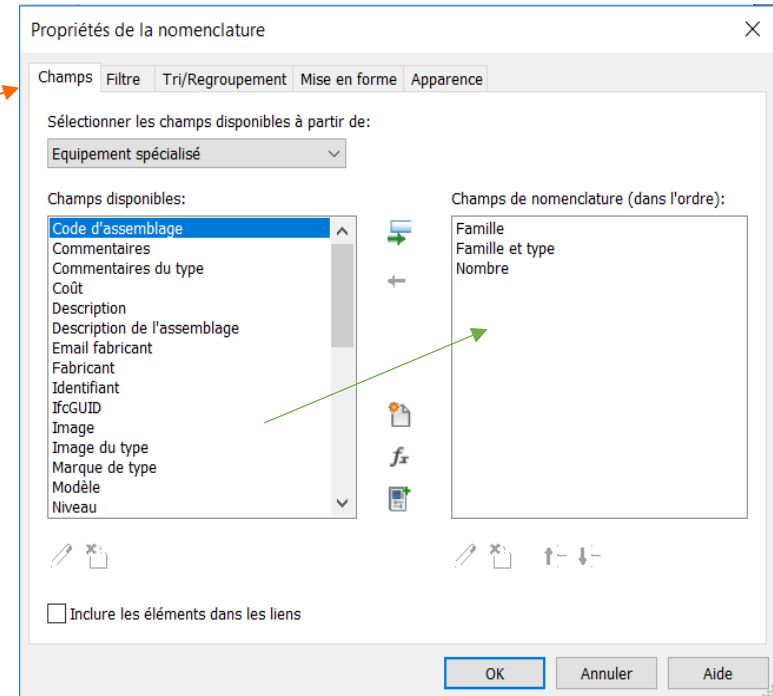 Propriétés de la nomenclature
Champs Filtre Tri/Regroupement Mise en forme Apparence
Sélectionner les champs disponibles à partir de:
Equipement spécialisé
Champs disponibles:
Code d'assemblage
Commentaires
Commentaires du type
Coût
Description
Description de l'assemblage
Email fabricant
Fabricant
Identifiant
IfcGUID
Image
Image du type
Marque de type
Modèle
Niveau
fx
Champs de nomenclature (dans l'ordre):
Famille
Famille et type
Nombre
Inclure les éléments dans les liens
OK Annuler Aide